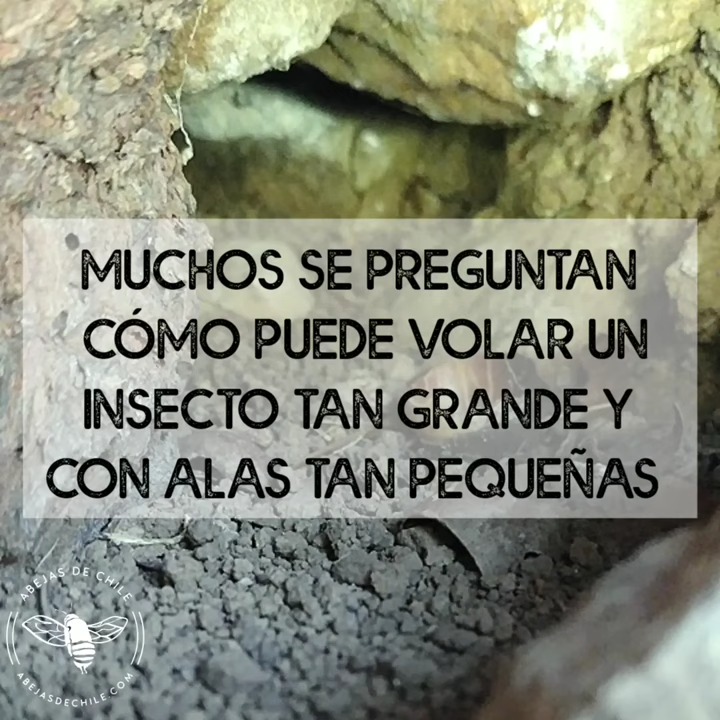 MUCHOS SE PREGUNTAN
CÓMO PUEDE VOLAR UN
INSECTO TAN GRANDE Y
CON ALAS TAN PEQUEÑAS
ABEJAS DE CHILE
ABEJASDECHILE.COM